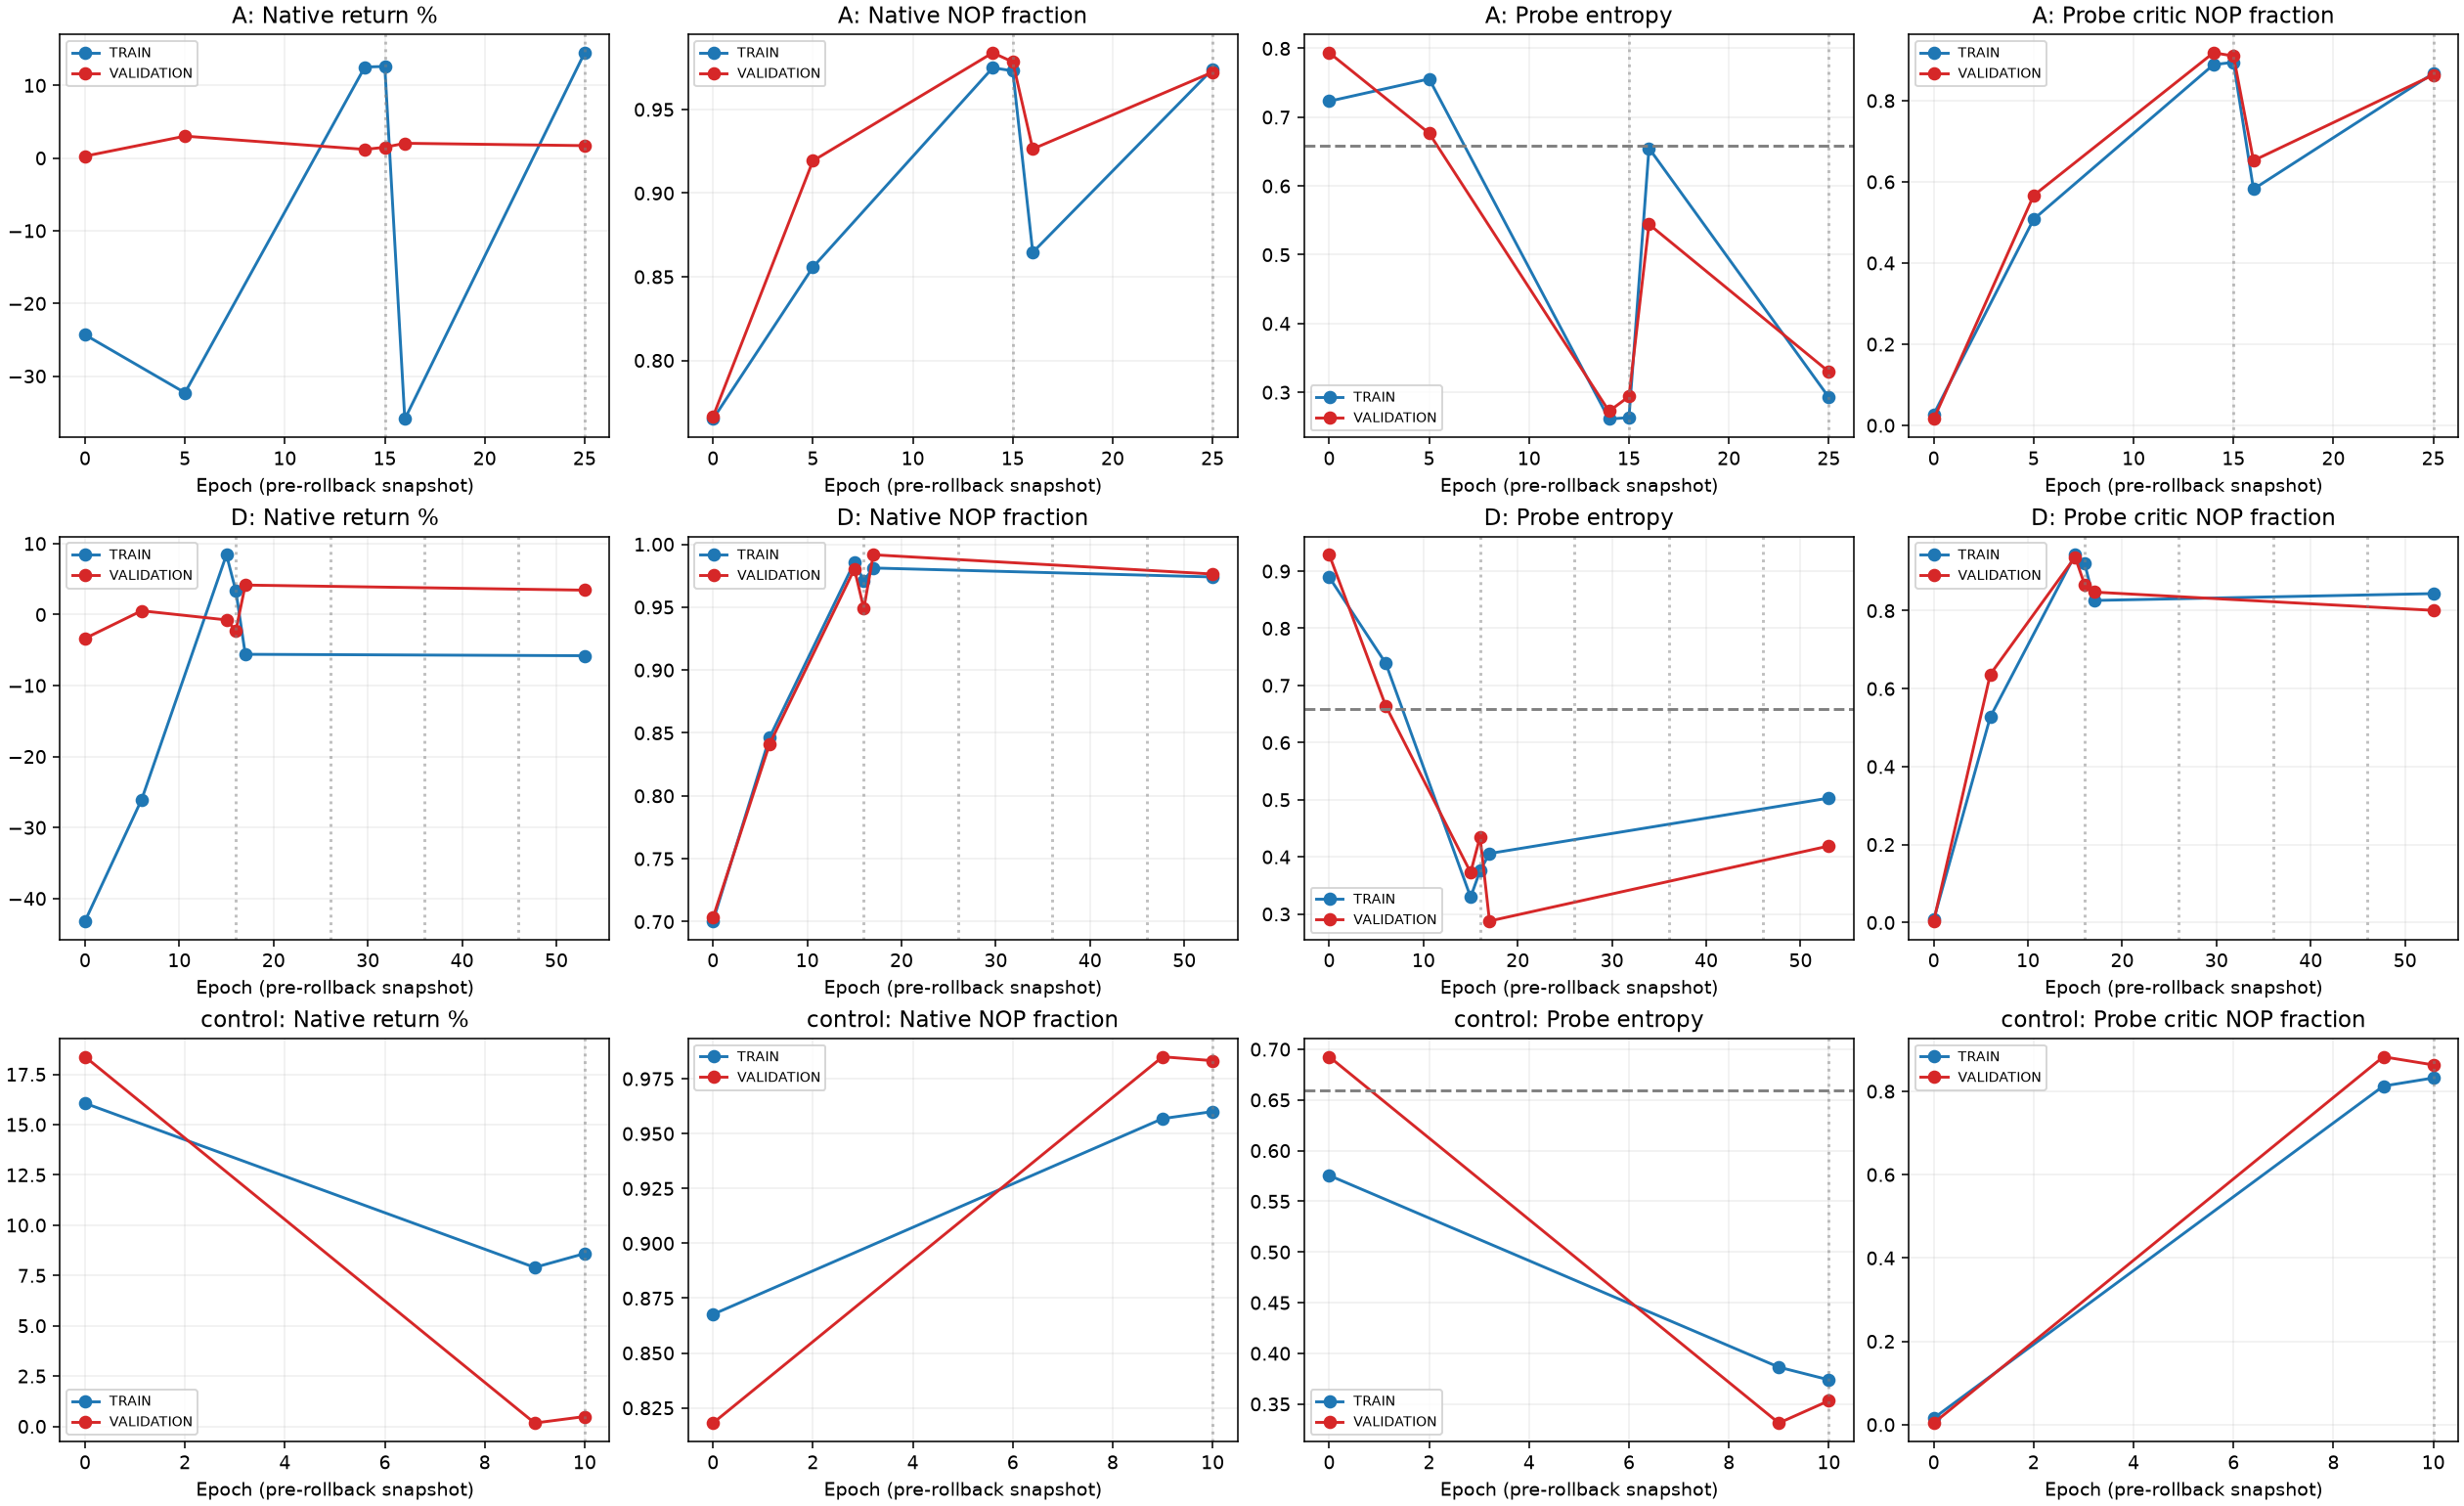 A: Native return %
TRAIN
VALIDATION
10
0
−10
−20
−30
0 5 10 15 20 25
Epoch (pre-rollback snapshot)
A: Native NOP fraction
TRAIN
VALIDATION
0.95
0.90
0.85
0.80
0 5 10 15 20 25
Epoch (pre-rollback snapshot)
A: Probe entropy
0.8
0.7
0.6
0.5
0.4
0.3
TRAIN
VALIDATION
0 5 10 15 20 25
Epoch (pre-rollback snapshot)
A: Probe critic NOP fraction
TRAIN
VALIDATION
0.8
0.6
0.4
0.2
0.0
0 5 10 15 20 25
Epoch (pre-rollback snapshot)
D: Native return %
TRAIN
VALIDATION
10
0
−10
−20
−30
−40
0 10 20 30 40 50
Epoch (pre-rollback snapshot)
D: Native NOP fraction
TRAIN
VALIDATION
1.00
0.95
0.90
0.85
0.80
0.75
0.70
0 10 20 30 40 50
Epoch (pre-rollback snapshot)
D: Probe entropy
0.9
0.8
0.7
0.6
0.5
0.4
0.3
TRAIN
VALIDATION
0 10 20 30 40 50
Epoch (pre-rollback snapshot)
D: Probe critic NOP fraction
TRAIN
VALIDATION
0.8
0.6
0.4
0.2
0.0
0 10 20 30 40 50
Epoch (pre-rollback snapshot)
control: Native return %
17.5
15.0
12.5
10.0
7.5
5.0
2.5
0.0
TRAIN
VALIDATION
0 2 4 6 8 10
Epoch (pre-rollback snapshot)
control: Native NOP fraction
TRAIN
VALIDATION
0.975
0.950
0.925
0.900
0.875
0.850
0.825
0 2 4 6 8 10
Epoch (pre-rollback snapshot)
control: Probe entropy
0.70
0.65
0.60
0.55
0.50
0.45
0.40
0.35
TRAIN
VALIDATION
0 2 4 6 8 10
Epoch (pre-rollback snapshot)
control: Probe critic NOP fraction
TRAIN
VALIDATION
0.8
0.6
0.4
0.2
0.0
0 2 4 6 8 10
Epoch (pre-rollback snapshot)